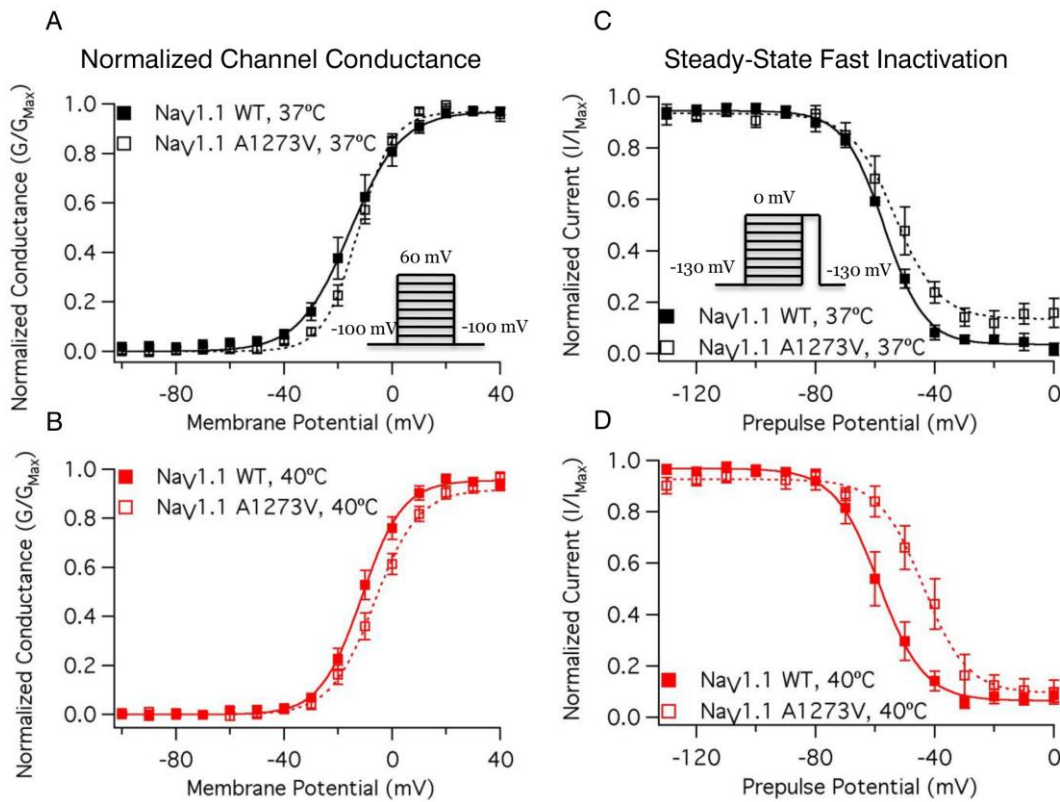 A
Normalized Channel Conductance
Normalized Conductance (G/GMax)
1.0
0.8
0.6
0.4
0.2
0.0
NaV1.1 WT, 37ºC
NaV1.1 A1273V, 37ºC
60 mV
-100 mV
-100 mV
-80
-40
0
40
Membrane Potential (mV)
B
Normalized Conductance (G/GMax)
1.0
0.8
0.6
0.4
0.2
0.0
NaV1.1 WT, 40ºC
NaV1.1 A1273V, 40ºC
-80
-40
0
40
Membrane Potential (mV)
C
Steady-State Fast Inactivation
Normalized Current (I/IMax)
1.0
0.8
0.6
0.4
0.2
0.0
0 mV
-130 mV
-130 mV
NaV1.1 WT, 37ºC
NaV1.1 A1273V, 37ºC
-120
-80
-40
0
Prepulse Potential (mV)
D
Normalized Current (I/IMax)
1.0
0.8
0.6
0.4
0.2
0.0
NaV1.1 WT, 40ºC
NaV1.1 A1273V, 40ºC
-120
-80
-40
0
Prepulse Potential (mV)